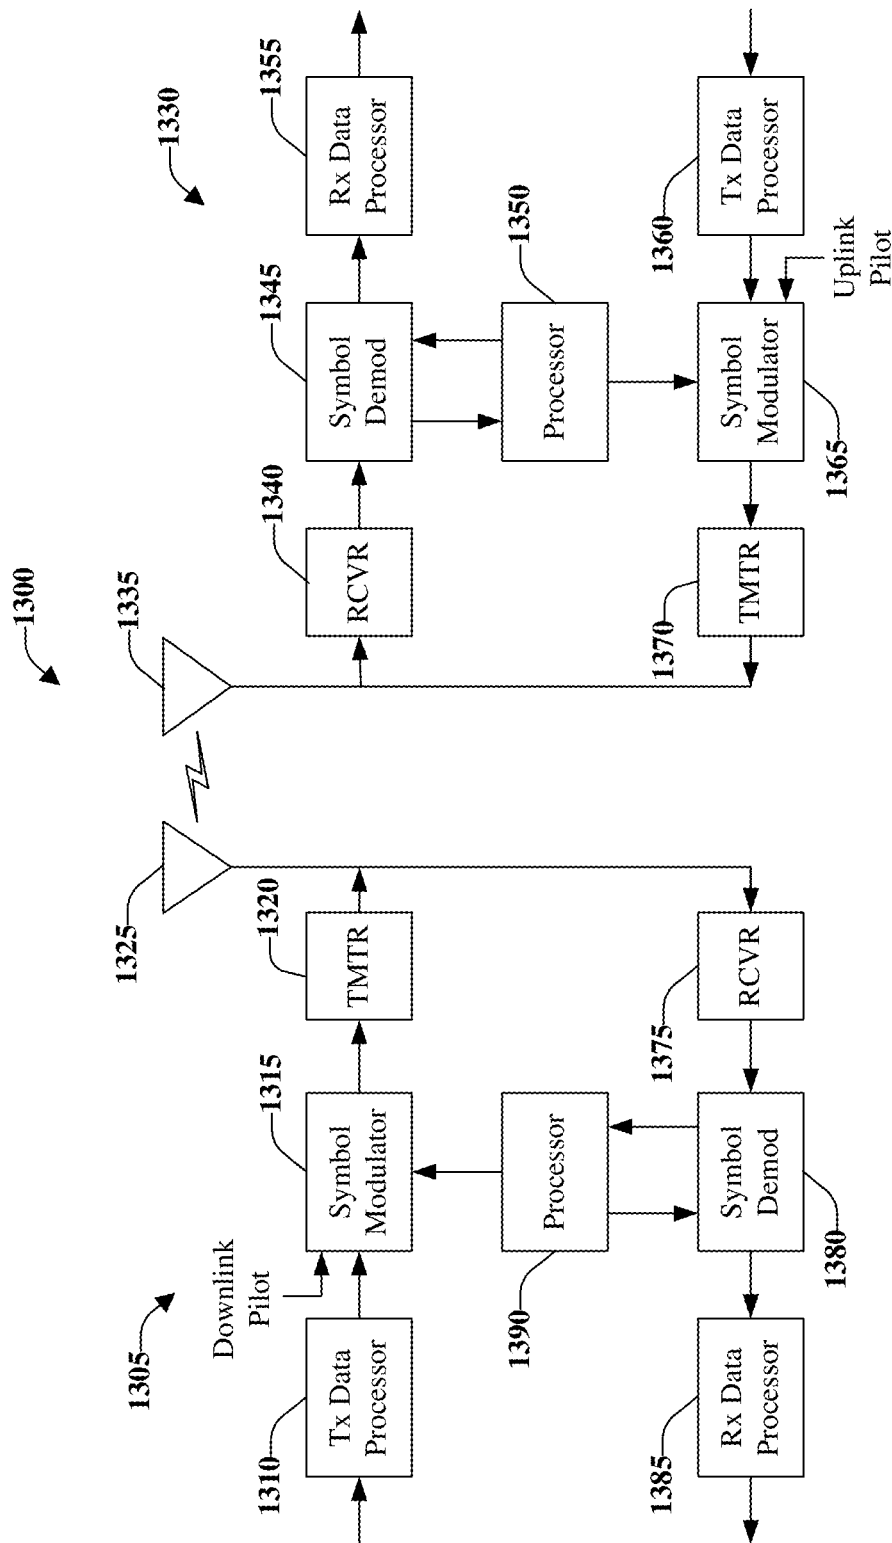 1300
1305
1330
1325
1335
Downlink
Pilot
1310
Tx Data
Processor
1315
Symbol
Modulator
1320
TMTR
1340
RCVR
1345
Symbol
Demod
1355
Rx Data
Processor
1390
Processor
1350
Processor
1385
Rx Data
Processor
1380
Symbol
Demod
1375
RCVR
1370
TMTR
1365
Symbol
Modulator
1360
Tx Data
Processor
Uplink
Pilot